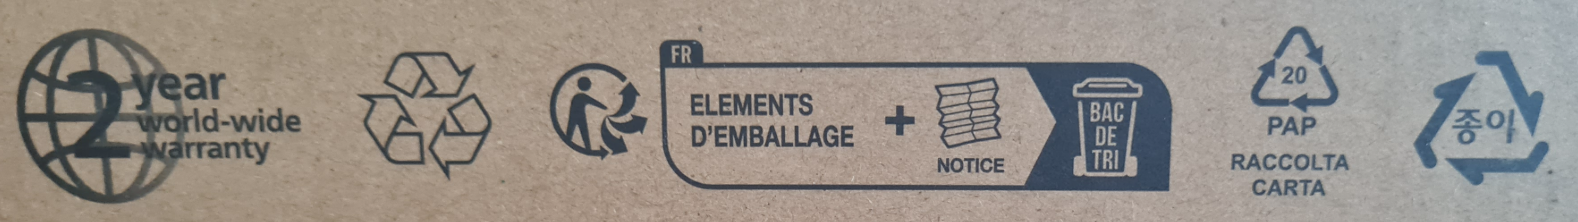 2 year
world-wide
warranty
FR
ELEMENTS
D'EMBALLAGE
+
NOTICE
BAC
DE
TRI
20
PAP
RACCOLTA
CARTA
종이